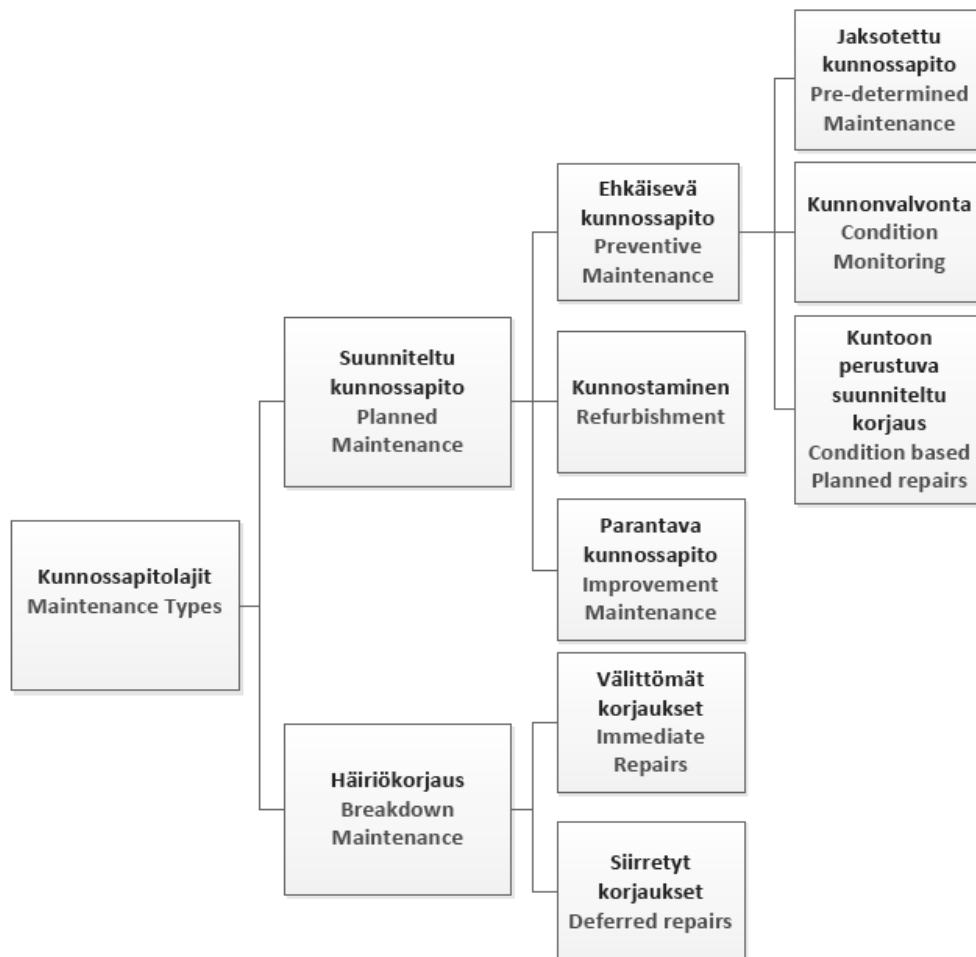 Kunnossapitolajit
Maintenance Types
Suunniteltu
kunnossapito
Planned
Maintenance
Ehkäisevä
kunnossapito
Preventive
Maintenance
Jaksotettu
kunnossapito
Pre-determined
Maintenance
Kunnonvalvonta
Condition
Monitoring
Kuntoon
perustuva
suunniteltu
korjaus
Condition based
Planned repairs
Kunnostaminen
Refurbishment
Parantava
kunnossapito
Improvement
Maintenance
Häiriökorjaus
Breakdown
Maintenance
Välittömät
korjaukset
Immediate
Repairs
Siirretyt
korjaukset
Deferred repairs